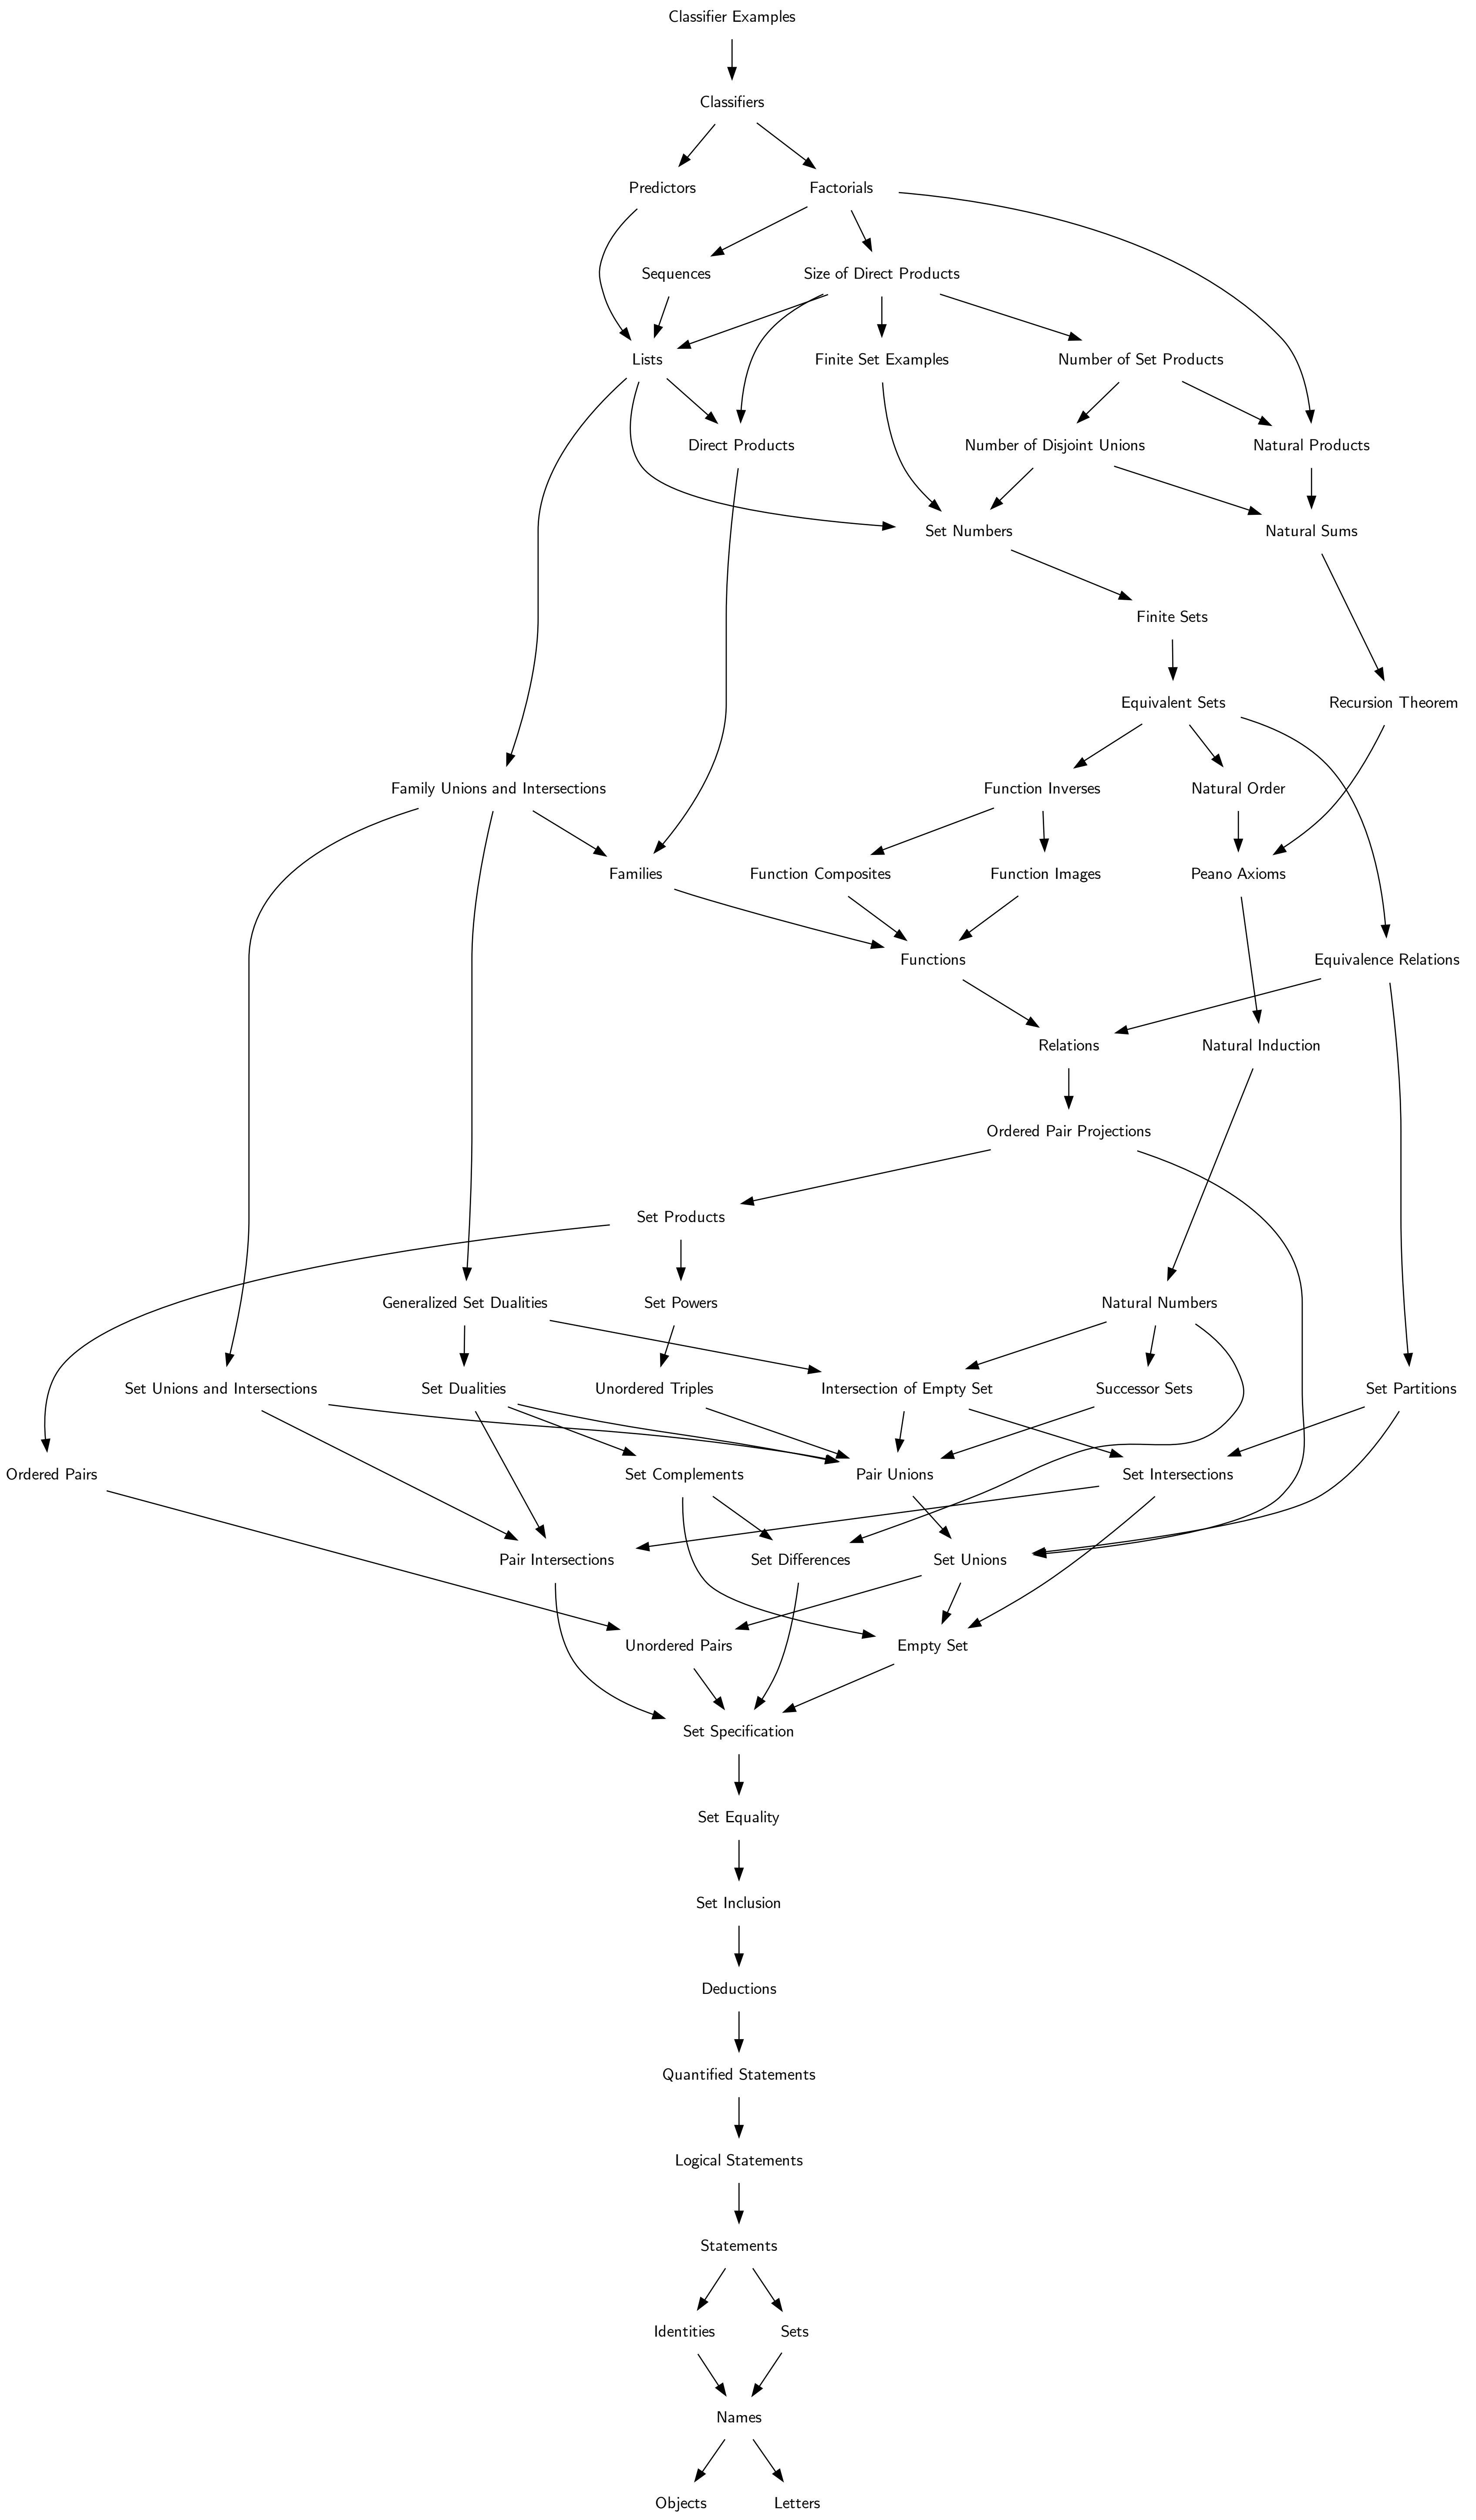 Classifier Examples
Classifiers
Predictors
Factorials
Sequences
Size of Direct Products
Lists
Finite Set Examples
Number of Set Products
Direct Products
Number of Disjoint Unions
Natural Products
Set Numbers
Natural Sums
Finite Sets
Equivalent Sets
Recursion Theorem
Family Unions and Intersections
Function Inverses
Natural Order
Families
Function Composites
Function Images
Peano Axioms
Functions
Equivalence Relations
Relations
Natural Induction
Ordered Pair Projections
Set Products
Generalized Set Dualities
Set Powers
Natural Numbers
Set Unions and Intersections
Set Dualities
Unordered Triples
Intersection of Empty Set
Successor Sets
Set Partitions
Ordered Pairs
Set Complements
Pair Unions
Set Intersections
Pair Intersections
Set Differences
Set Unions
Unordered Pairs
Empty Set
Set Specification
Set Equality
Set Inclusion
Deductions
Quantified Statements
Logical Statements
Statements
Identities
Sets
Names
Objects
Letters